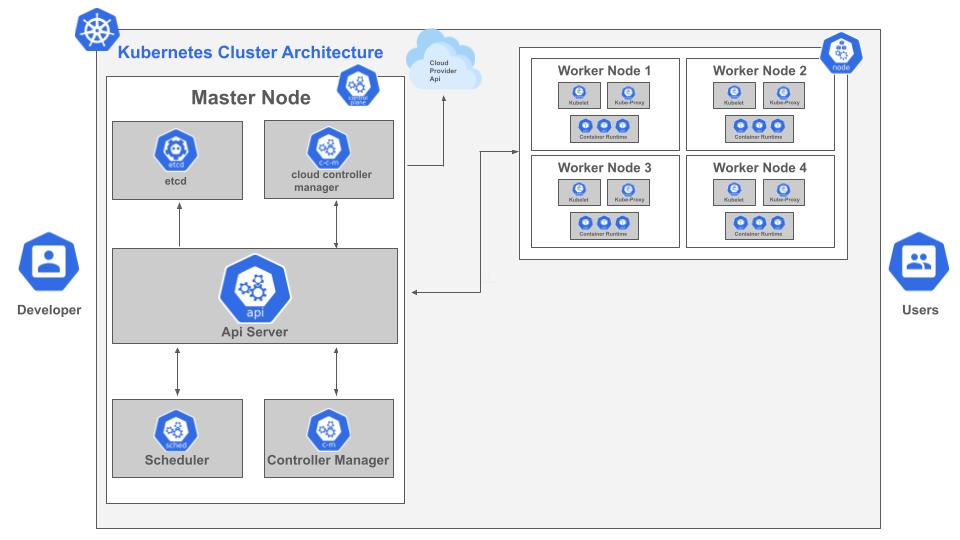 Kubernetes Cluster Architecture
Cloud
Provider
Api
node
Master Node
control
plane
etcd
etcd
c-c-m
cloud controller
manager
api
Api Server
sched
Scheduler
c-m
Controller Manager
Worker Node 1
Kubelet
Kube-Proxy
Container Runtime
Worker Node 2
Kubelet
Kube-Proxy
Container Runtime
Worker Node 3
Kubelet
Kube-Proxy
Container Runtime
Worker Node 4
Kubelet
Kube-Proxy
Container Runtime
Developer
Users